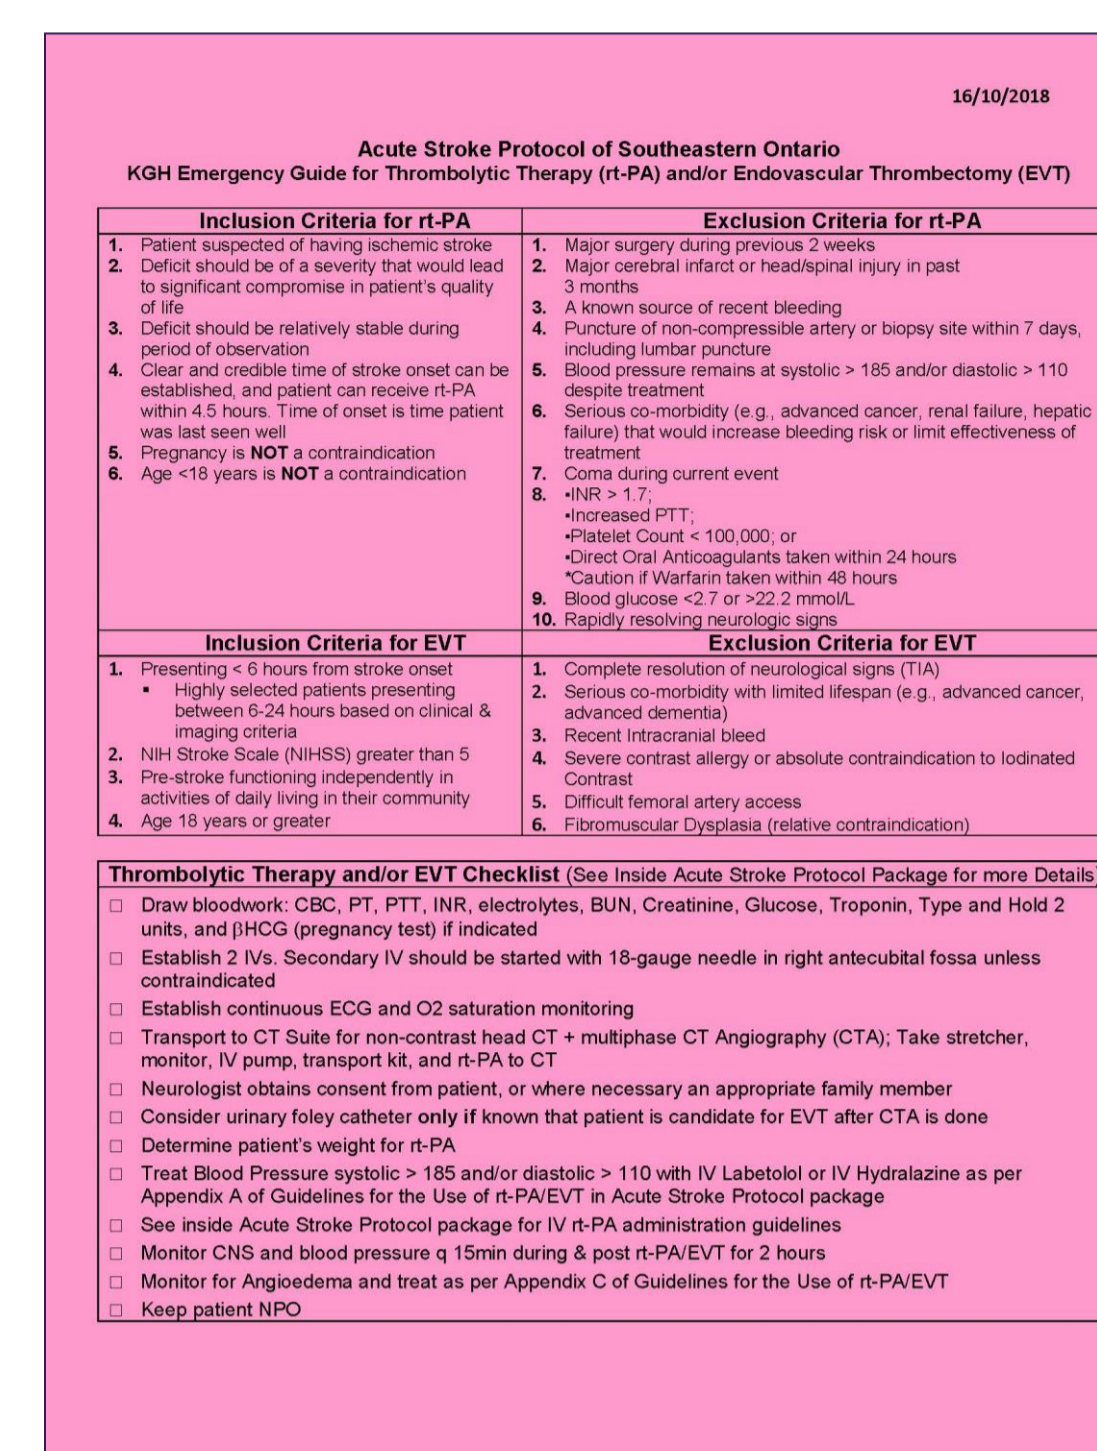 16/10/2018
Acute Stroke Protocol of Southeastern Ontario
KGH Emergency Guide for Thrombolytic Therapy (rt-PA) and/or Endovascular Thrombectomy (EVT)
Inclusion Criteria for rt-PA
1. Patient suspected of having ischemic stroke
2. Deficit should be of a severity that would lead
to significant compromise in patient's quality
of life
3. Deficit should be relatively stable during
period of observation
4. Clear and credible time of stroke onset can be
established, and patient can receive rt-PA
within 4.5 hours. Time of onset is time patient
was last seen well
5. Pregnancy is NOT a contraindication
6. Age <18 years is NOT a contraindication
Exclusion Criteria for rt-PA
1. Major surgery during previous 2 weeks
2. Major cerebral infarct or head/spinal injury in past
3 months
3. A known source of recent bleeding
4. Puncture of non-compressible artery or biopsy site within 7 days,
including lumbar puncture
5. Blood pressure remains at systolic > 185 and/or diastolic > 110
despite treatment
6. Serious co-morbidity (e.g., advanced cancer, renal failure, hepatic
failure) that would increase bleeding risk or limit effectiveness of
treatment
7. Coma during current event
8. •INR > 1.7;
•Increased PTT;
•Platelet Count < 100,000; or
•Direct Oral Anticoagulants taken within 24 hours
*Caution if Warfarin taken within 48 hours
9. Blood glucose <2.7 or >22.2 mmol/L
10. Rapidly resolving neurologic signs
Inclusion Criteria for EVT
1. Presenting < 6 hours from stroke onset
▪ Highly selected patients presenting
between 6-24 hours based on clinical &
imaging criteria
2. NIH Stroke Scale (NIHSS) greater than 5
3. Pre-stroke functioning independently in
activities of daily living in their community
4. Age 18 years or greater
Exclusion Criteria for EVT
1. Complete resolution of neurological signs (TIA)
2. Serious co-morbidity with limited lifespan (e.g., advanced cancer,
advanced dementia)
3. Recent Intracranial bleed
4. Severe contrast allergy or absolute contraindication to Iodinated
Contrast
5. Difficult femoral artery access
6. Fibromuscular Dysplasia (relative contraindication)
Thrombolytic Therapy and/or EVT Checklist (See Inside Acute Stroke Protocol Package for more Details)
□ Draw bloodwork: CBC, PT, PTT, INR, electrolytes, BUN, Creatinine, Glucose, Troponin, Type and Hold 2
units, and βHCG (pregnancy test) if indicated
□ Establish 2 IVs. Secondary IV should be started with 18-gauge needle in right antecubital fossa unless
contraindicated
□ Establish continuous ECG and O2 saturation monitoring
□ Transport to CT Suite for non-contrast head CT + multiphase CT Angiography (CTA); Take stretcher,
monitor, IV pump, transport kit, and rt-PA to CT
□ Neurologist obtains consent from patient, or where necessary an appropriate family member
□ Consider urinary foley catheter only if known that patient is candidate for EVT after CTA is done
□ Determine patient's weight for rt-PA
□ Treat Blood Pressure systolic > 185 and/or diastolic > 110 with IV Labetolol or IV Hydralazine as per
Appendix A of Guidelines for the Use of rt-PA/EVT in Acute Stroke Protocol package
□ See inside Acute Stroke Protocol package for IV rt-PA administration guidelines
□ Monitor CNS and blood pressure q 15min during & post rt-PA/EVT for 2 hours
□ Monitor for Angioedema and treat as per Appendix C of Guidelines for the Use of rt-PA/EVT
□ Keep patient NPO